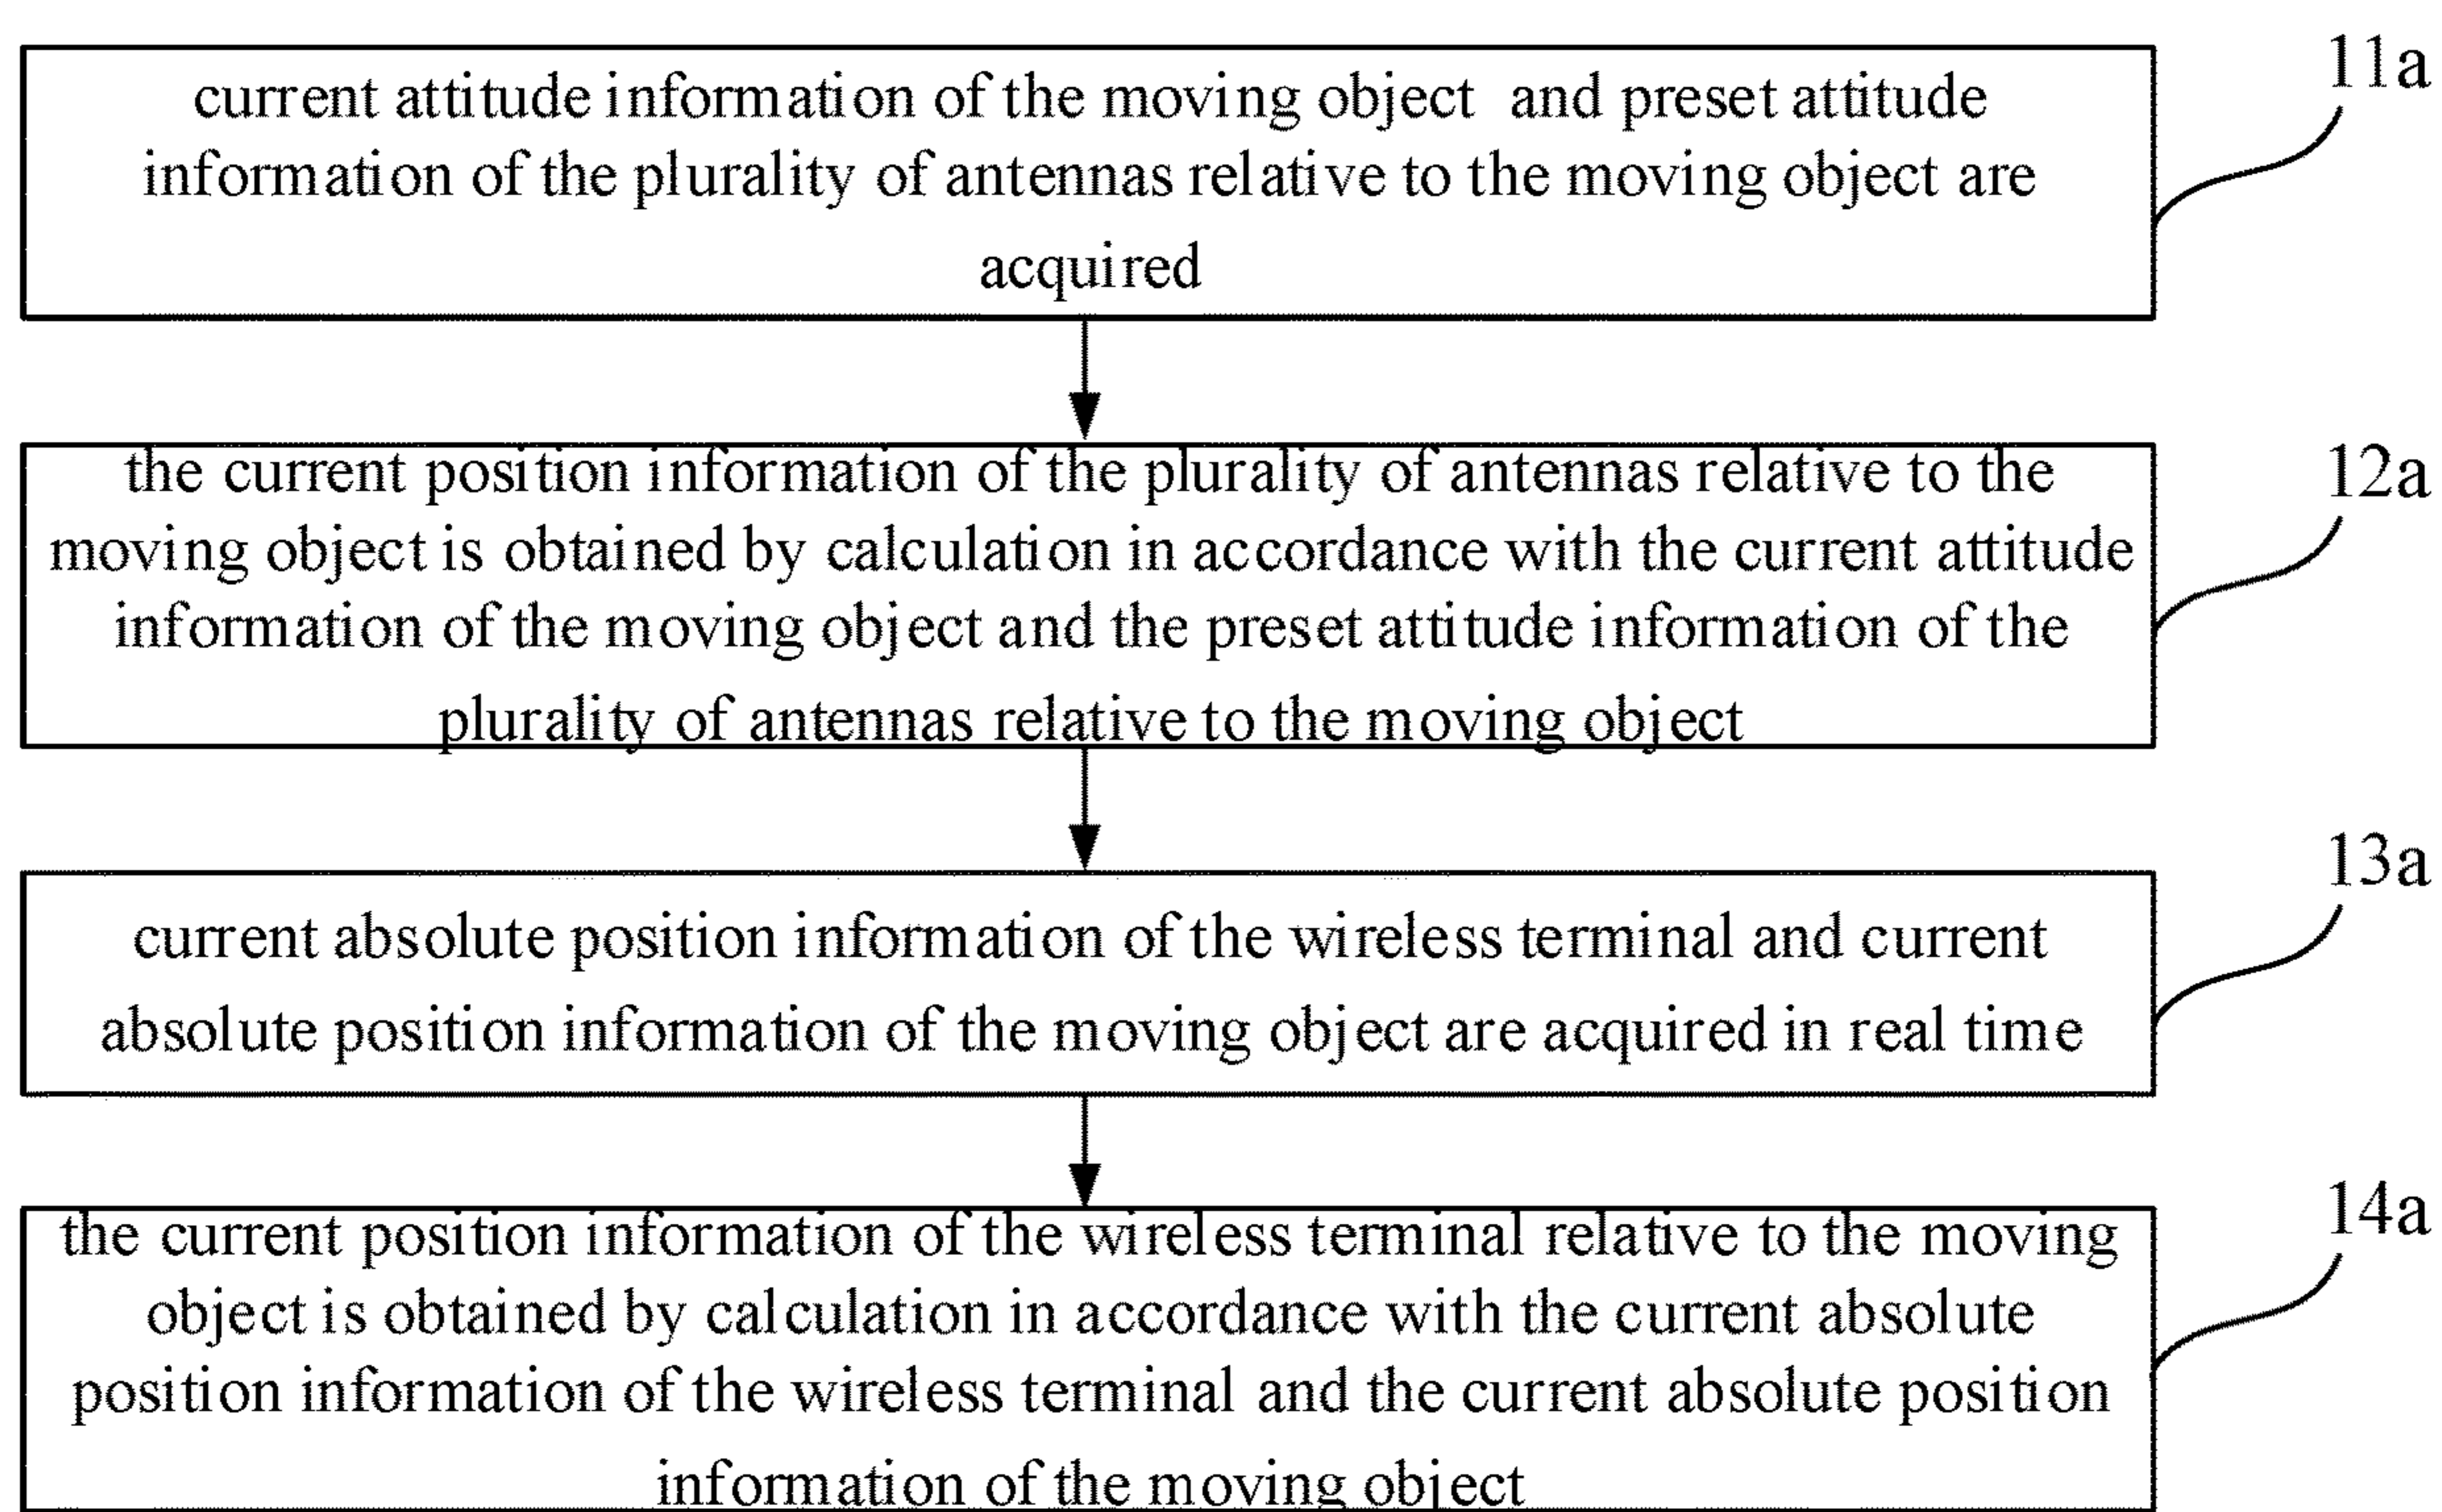 current attitude information of the moving object and preset attitude
information of the plurality of antennas relative to the moving object are
acquired
11a
the current position information of the plurality of antennas relative to the
moving object is obtained by calculation in accordance with the current attitude
information of the moving object and the preset attitude information of the
plurality of antennas relative to the moving object
12a
current absolute position information of the wireless terminal and current
absolute position information of the moving object are acquired in real time
13a
the current position information of the wireless terminal relative to the moving
object is obtained by calculation in accordance with the current absolute
position information of the wireless terminal and the current absolute position
information of the moving object
14a